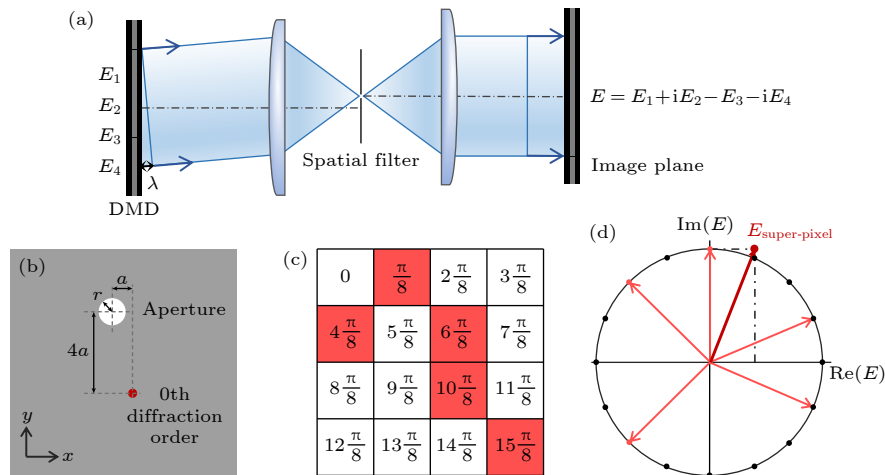 (a)
E₁
E₂
E₃
E₄
λ
DMD
Spatial filter
E = E₁+iE₂−E₃−iE₄
Image plane
(b)
a
r
Aperture
4a
0th
diffraction
order
y
x
(c)
0 π/8 2π/8 3π/8
4π/8 5π/8 6π/8 7π/8
8π/8 9π/8 10π/8 11π/8
12π/8 13π/8 14π/8 15π/8
(d)
Im(E)
E super-pixel
Re(E)